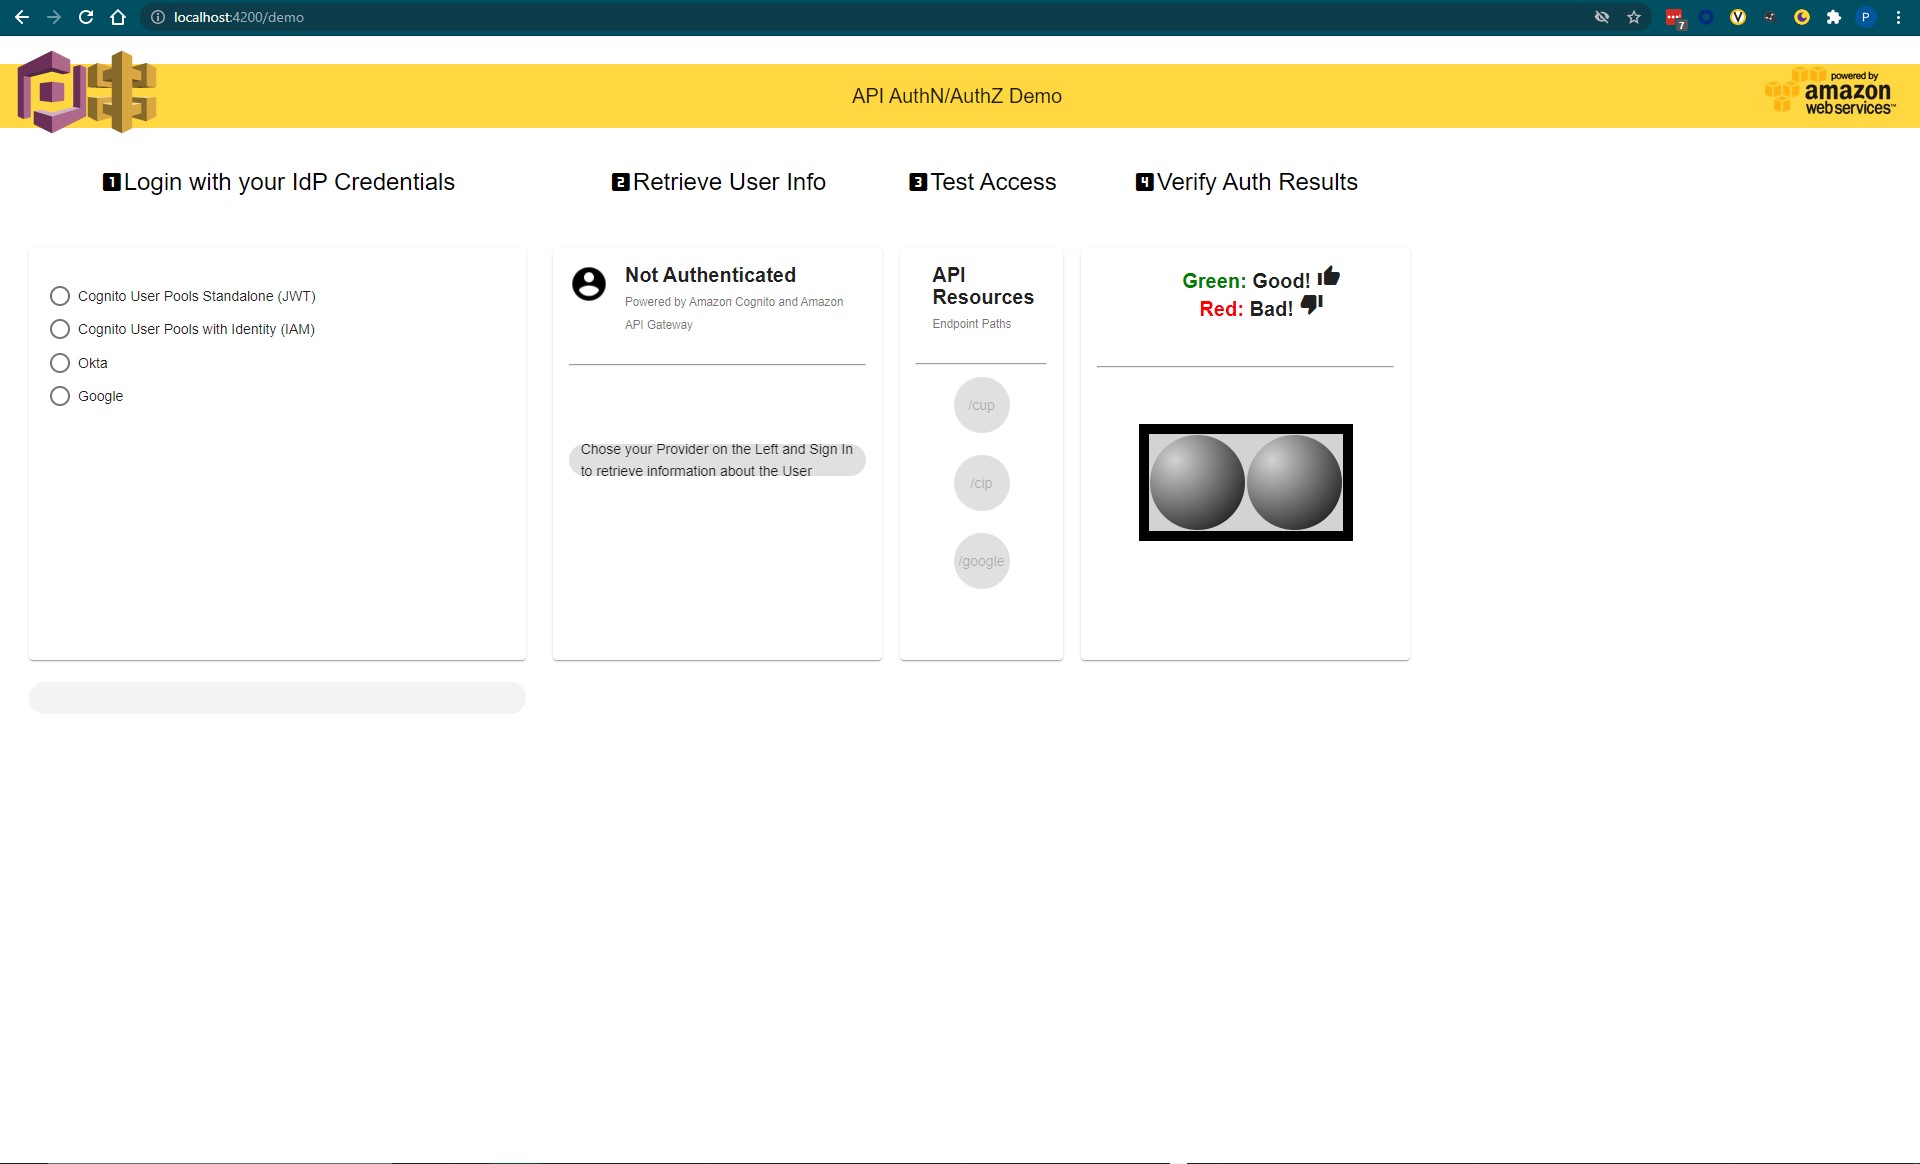 localhost:4200/demo
7
V
P
API AuthN/AuthZ Demo
powered by
amazon
web services™
1 Login with your IdP Credentials
2 Retrieve User Info
3 Test Access
4 Verify Auth Results
Cognito User Pools Standalone (JWT)
Cognito User Pools with Identity (IAM)
Okta
Google
Not Authenticated
Powered by Amazon Cognito and Amazon
API Gateway
Chose your Provider on the Left and Sign In
to retrieve information about the User
API
Resources
Endpoint Paths
/cup
/cip
/google
Green: Good!
Red: Bad!